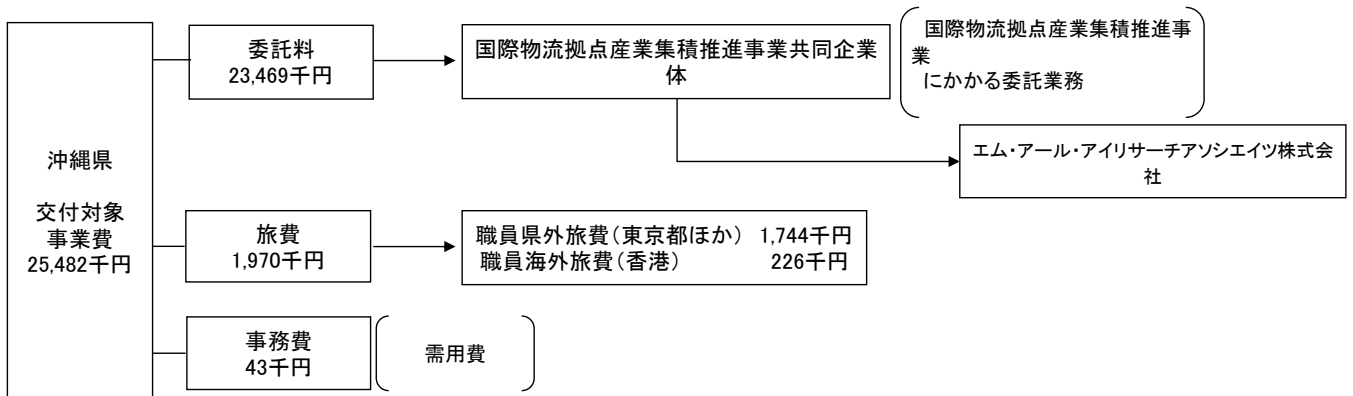 沖縄県
交付対象
事業費
25,482千円
委託料
23,469千円
国際物流拠点産業集積推進事業共同企業
体
国際物流拠点産業集積推進事
業
にかかる委託業務
エム・アール・アイリサーチアソシエイツ株式会
社
旅費
1,970千円
職員県外旅費（東京都ほか） 1,744千円
職員海外旅費（香港） 226千円
事務費
43千円
需用費